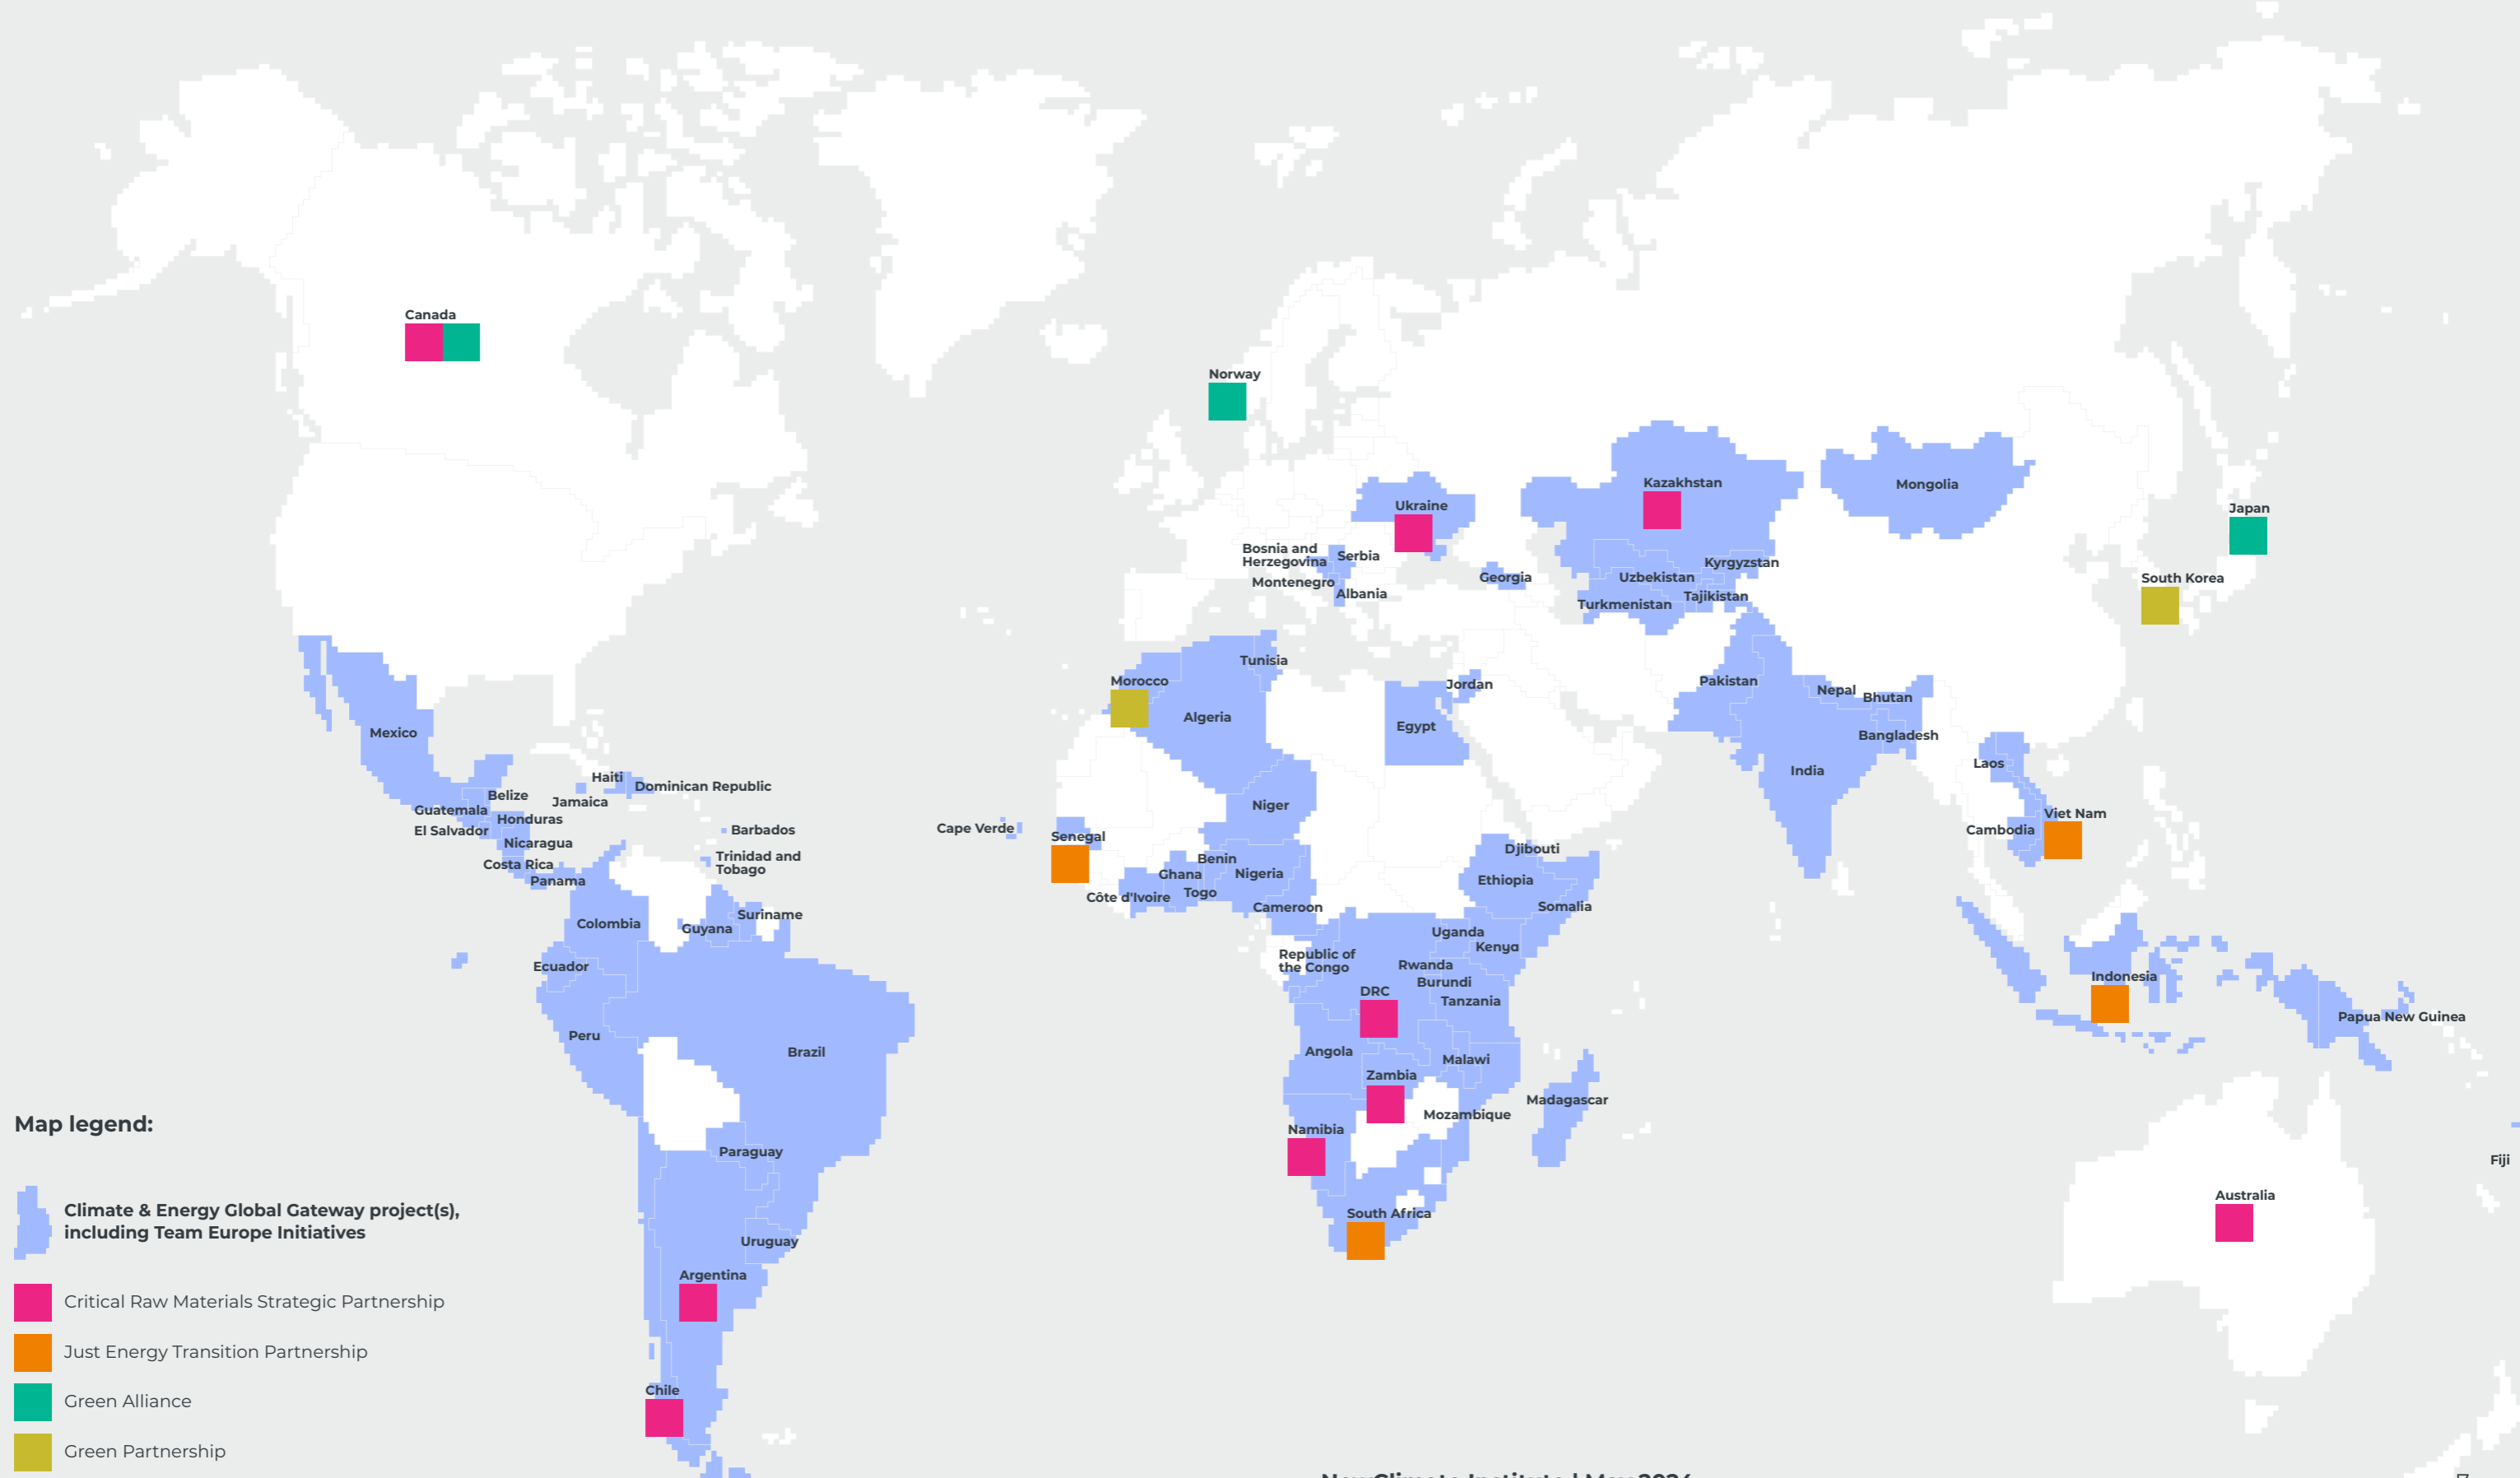 Canada
Norway
Kazakhstan
Mongolia
Ukraine
Japan
Bosnia and
Herzegovina
Serbia
Kyrgyzstan
Georgia
Uzbekistan
South Korea
Montenegro
Albania
Tajikistan
Turkmenistan
Tunisia
Morocco
Jordan
Pakistan
Nepal
Bhutan
Algeria
Egypt
Mexico
Bangladesh
Laos
India
Haiti
Dominican Republic
Belize
Jamaica
Niger
Guatemala
Honduras
Viet Nam
El Salvador
Barbados
Cape Verde
Senegal
Cambodia
Nicaragua
Djibouti
Trinidad and
Tobago
Costa Rica
Benin
Panama
Ghana
Nigeria
Ethiopia
Togo
Côte d'Ivoire
Cameroon
Somalia
Suriname
Colombia
Guyana
Uganda
Kenya
Republic of
the Congo
Ecuador
Rwanda
Indonesia
Burundi
DRC
Tanzania
Papua New Guinea
Peru
Brazil
Angola
Malawi
Zambia
Madagascar
Mozambique
Namibia
Paraguay
Fiji
Australia
South Africa
Uruguay
Argentina
Chile
Map legend:
Climate & Energy Global Gateway project(s),
including Team Europe Initiatives
Critical Raw Materials Strategic Partnership
Just Energy Transition Partnership
Green Alliance
Green Partnership
NewClimate Institute | May 2024
7